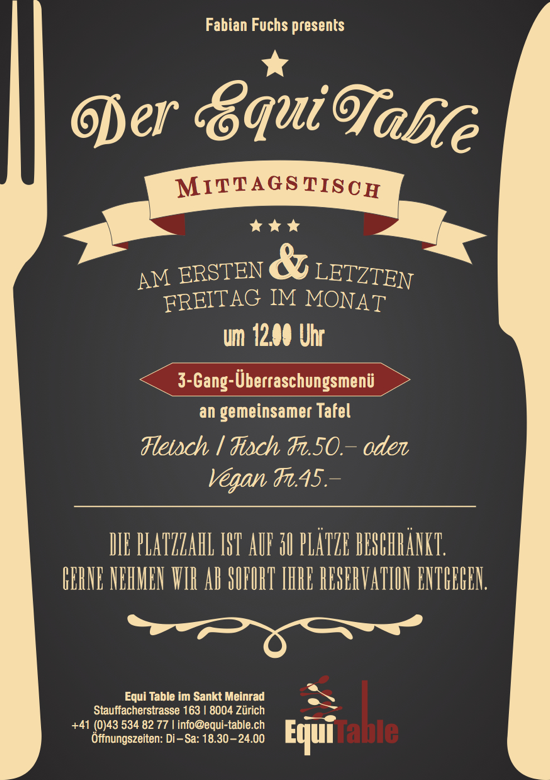 Fabian Fuchs presents
Der Equi Table
MITTAGSTISCH
AM ERSTEN & LETZTEN
FREITAG IM MONAT
um 12.00 Uhr
3-Gang-Überraschungsmenü
an gemeinsamer Tafel
Fleisch / Fisch Fr.50.– oder
Vegan Fr.45.–
DIE PLATZZAHL IST AUF 30 PLÄTZE BESCHRÄNKT.
GERNE NEHMEN WIR AB SOFORT IHRE RESERVATION ENTGEGEN.
Equi Table im Sankt Meinrad
Stauffacherstrasse 163 | 8004 Zürich
+41 (0)43 534 82 77 | info@equi-table.ch
Öffnungszeiten: Di – Sa: 18.30 – 24.00
EquiTable